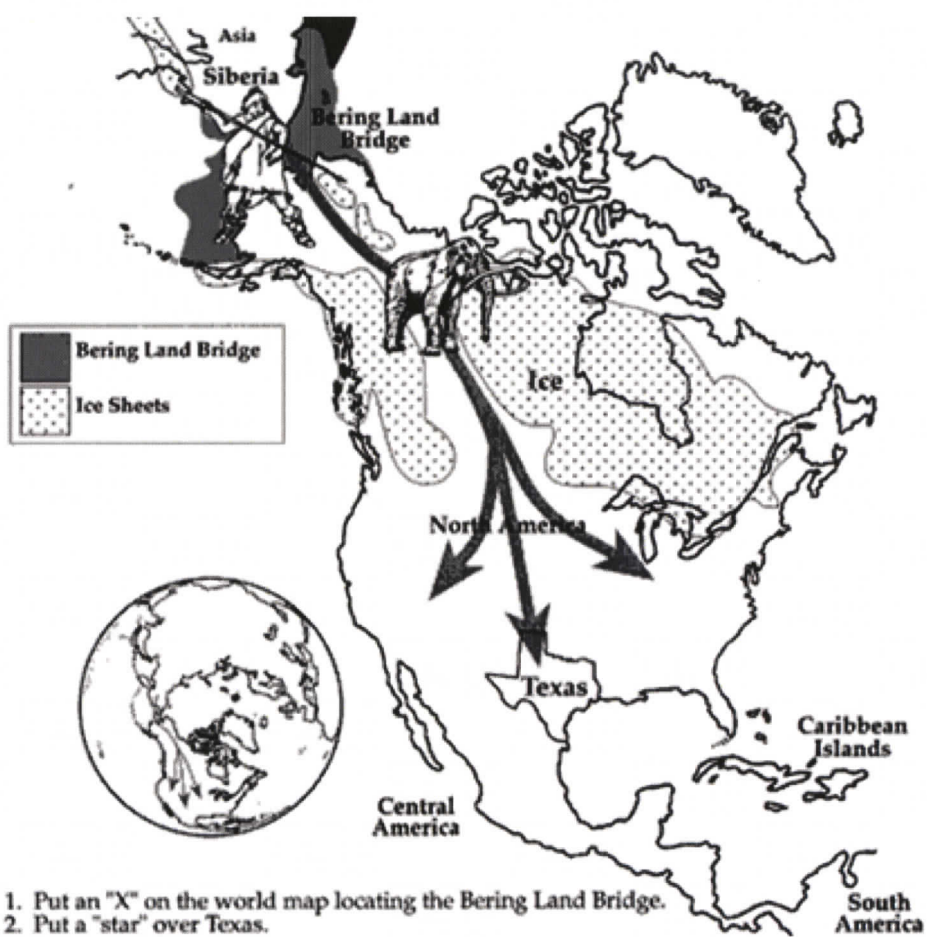 Asia
Siberia
Bering Land
Bridge
Bering Land Bridge
Ice Sheets
Ice
North America
Texas
Caribbean
Islands
Central
America
1. Put an "X" on the world map locating the Bering Land Bridge.
2. Put a "star" over Texas.
South
America